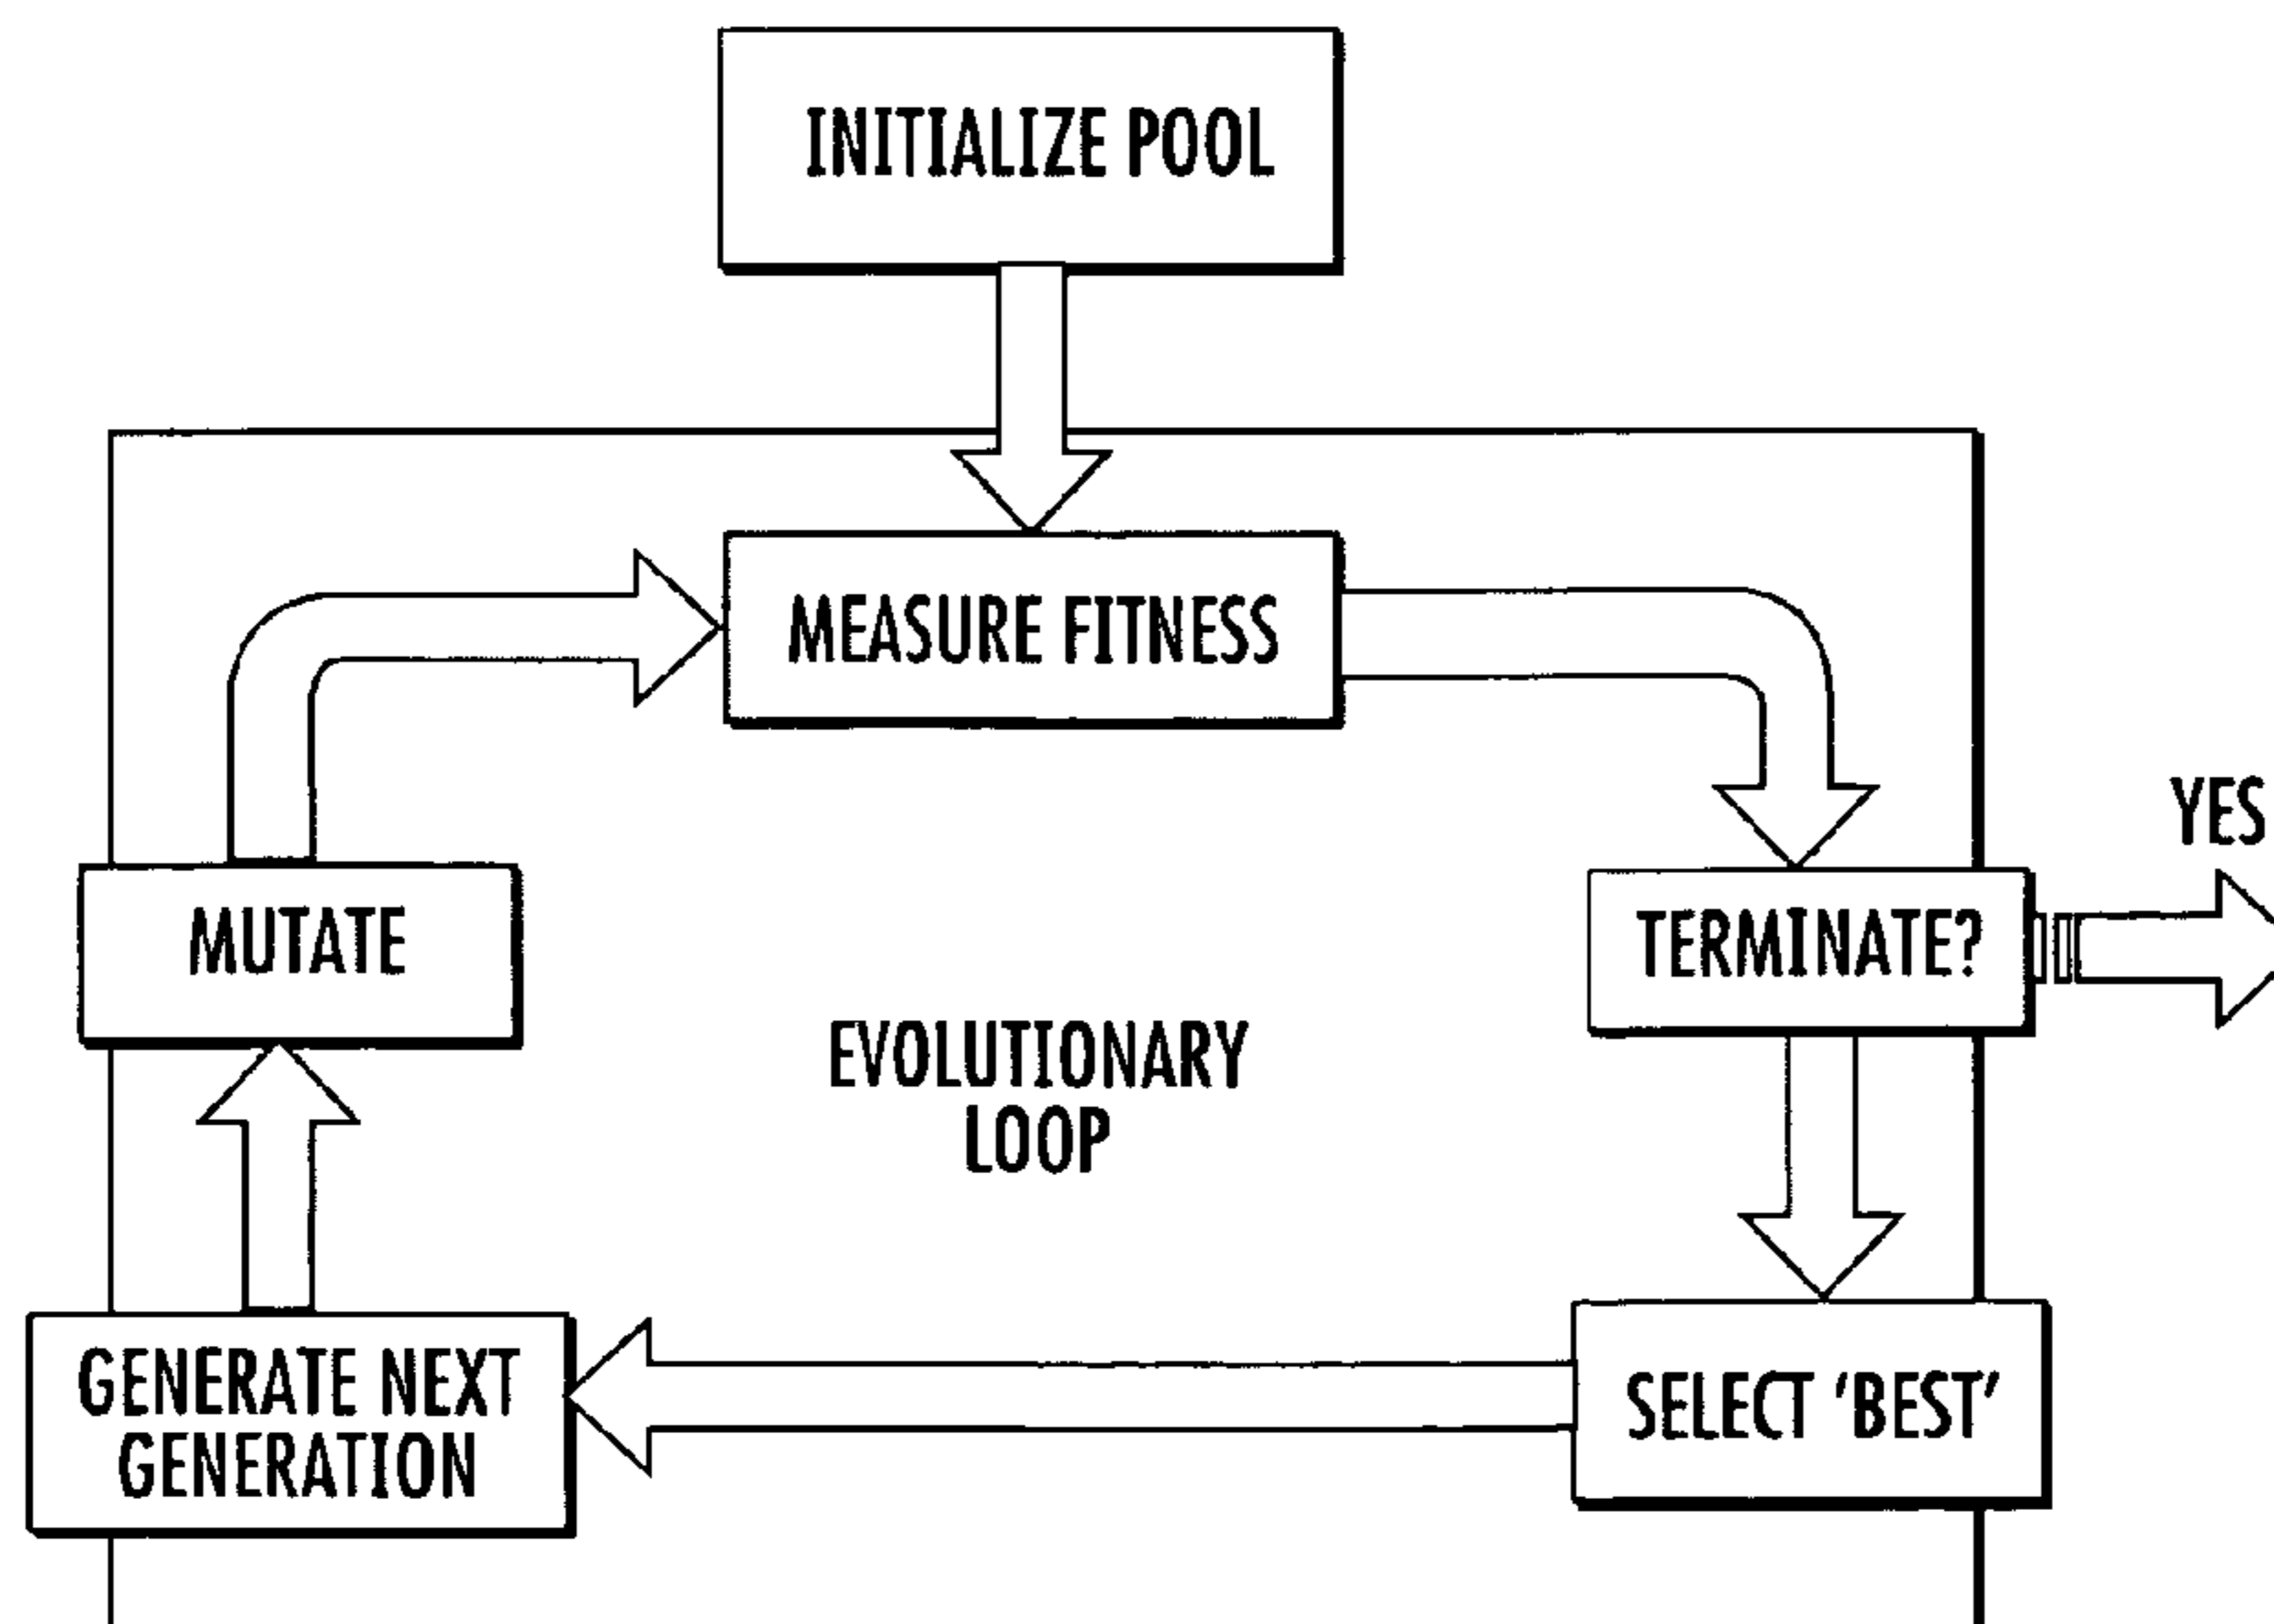 INITIALIZE POOL
MEASURE FITNESS
YES
MUTATE
TERMINATE?
EVOLUTIONARY
LOOP
GENERATE NEXT
GENERATION
SELECT 'BEST'